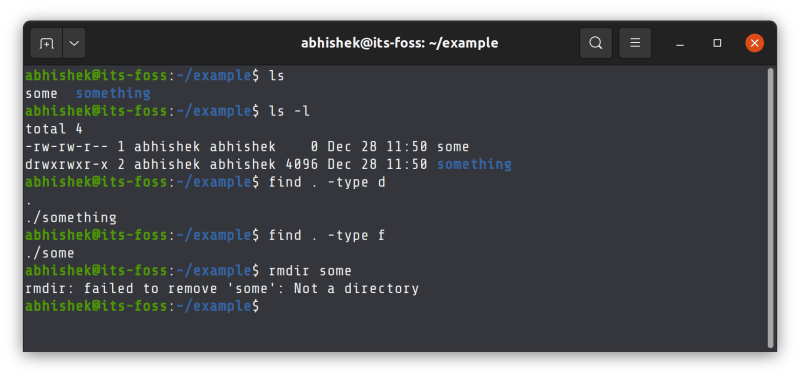 abhishek@its-foss: ~/example
abhishek@its-foss:~/example$ ls
some  something
abhishek@its-foss:~/example$ ls -l
total 4
-rw-rw-r-- 1 abhishek abhishek    0 Dec 28 11:50 some
drwxrwxr-x 2 abhishek abhishek 4096 Dec 28 11:50 something
abhishek@its-foss:~/example$ find . -type d
.
./something
abhishek@its-foss:~/example$ find . -type f
./some
abhishek@its-foss:~/example$ rmdir some
rmdir: failed to remove 'some': Not a directory
abhishek@its-foss:~/example$